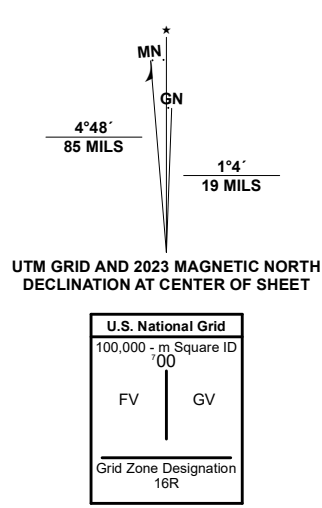 ★
MN
GN
4°48´
85 MILS
1°4´
19 MILS
UTM GRID AND 2023 MAGNETIC NORTH
DECLINATION AT CENTER OF SHEET
U.S. National Grid
100,000 - m Square ID
⁷00
FV GV
Grid Zone Designation
16R